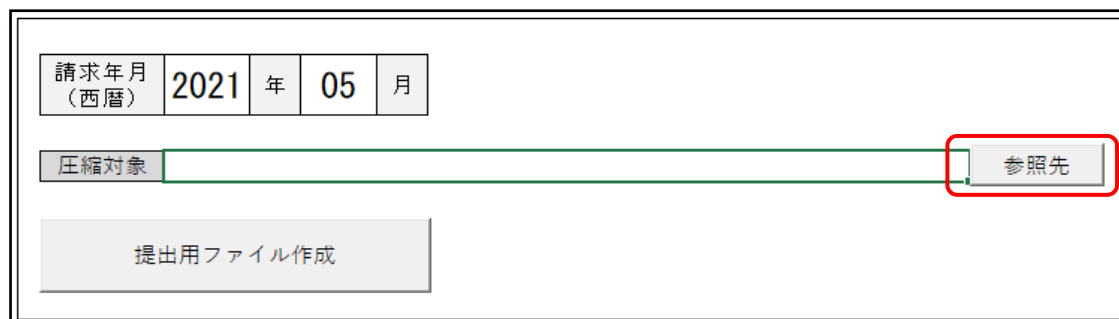 請求年月
（西暦）
2021 年 05 月
圧縮対象
参照先
提出用ファイル作成